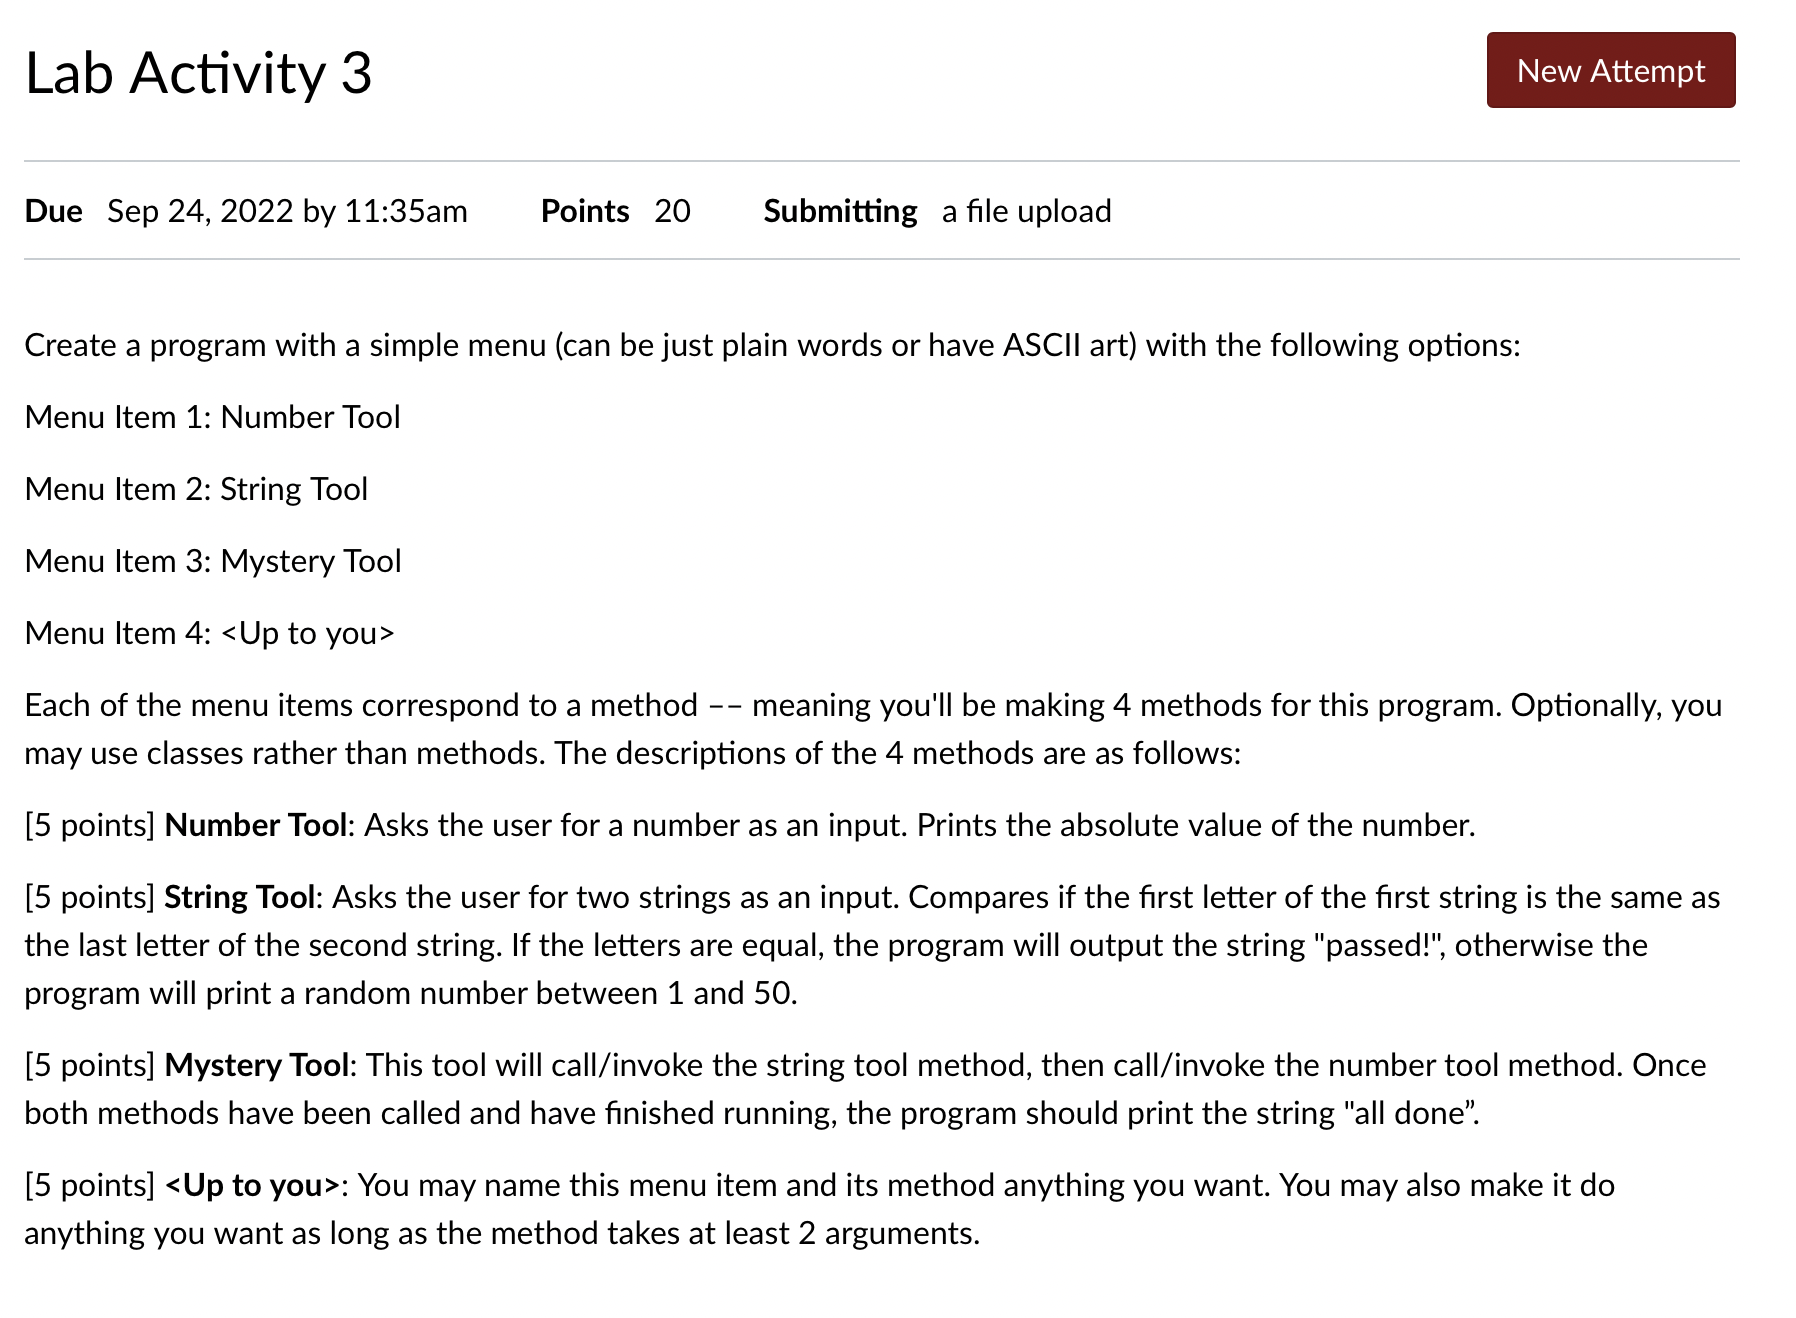 Lab Activity 3
New Attempt
Due Sep 24, 2022 by 11:35am Points 20 Submitting a file upload
Create a program with a simple menu (can be just plain words or have ASCII art) with the following options:
Menu Item 1: Number Tool
Menu Item 2: String Tool
Menu Item 3: Mystery Tool
Menu Item 4: <Up to you>
Each of the menu items correspond to a method –– meaning you'll be making 4 methods for this program. Optionally, you
may use classes rather than methods. The descriptions of the 4 methods are as follows:
[5 points] Number Tool: Asks the user for a number as an input. Prints the absolute value of the number.
[5 points] String Tool: Asks the user for two strings as an input. Compares if the first letter of the first string is the same as
the last letter of the second string. If the letters are equal, the program will output the string "passed!", otherwise the
program will print a random number between 1 and 50.
[5 points] Mystery Tool: This tool will call/invoke the string tool method, then call/invoke the number tool method. Once
both methods have been called and have finished running, the program should print the string "all done”.
[5 points] <Up to you>: You may name this menu item and its method anything you want. You may also make it do
anything you want as long as the method takes at least 2 arguments.